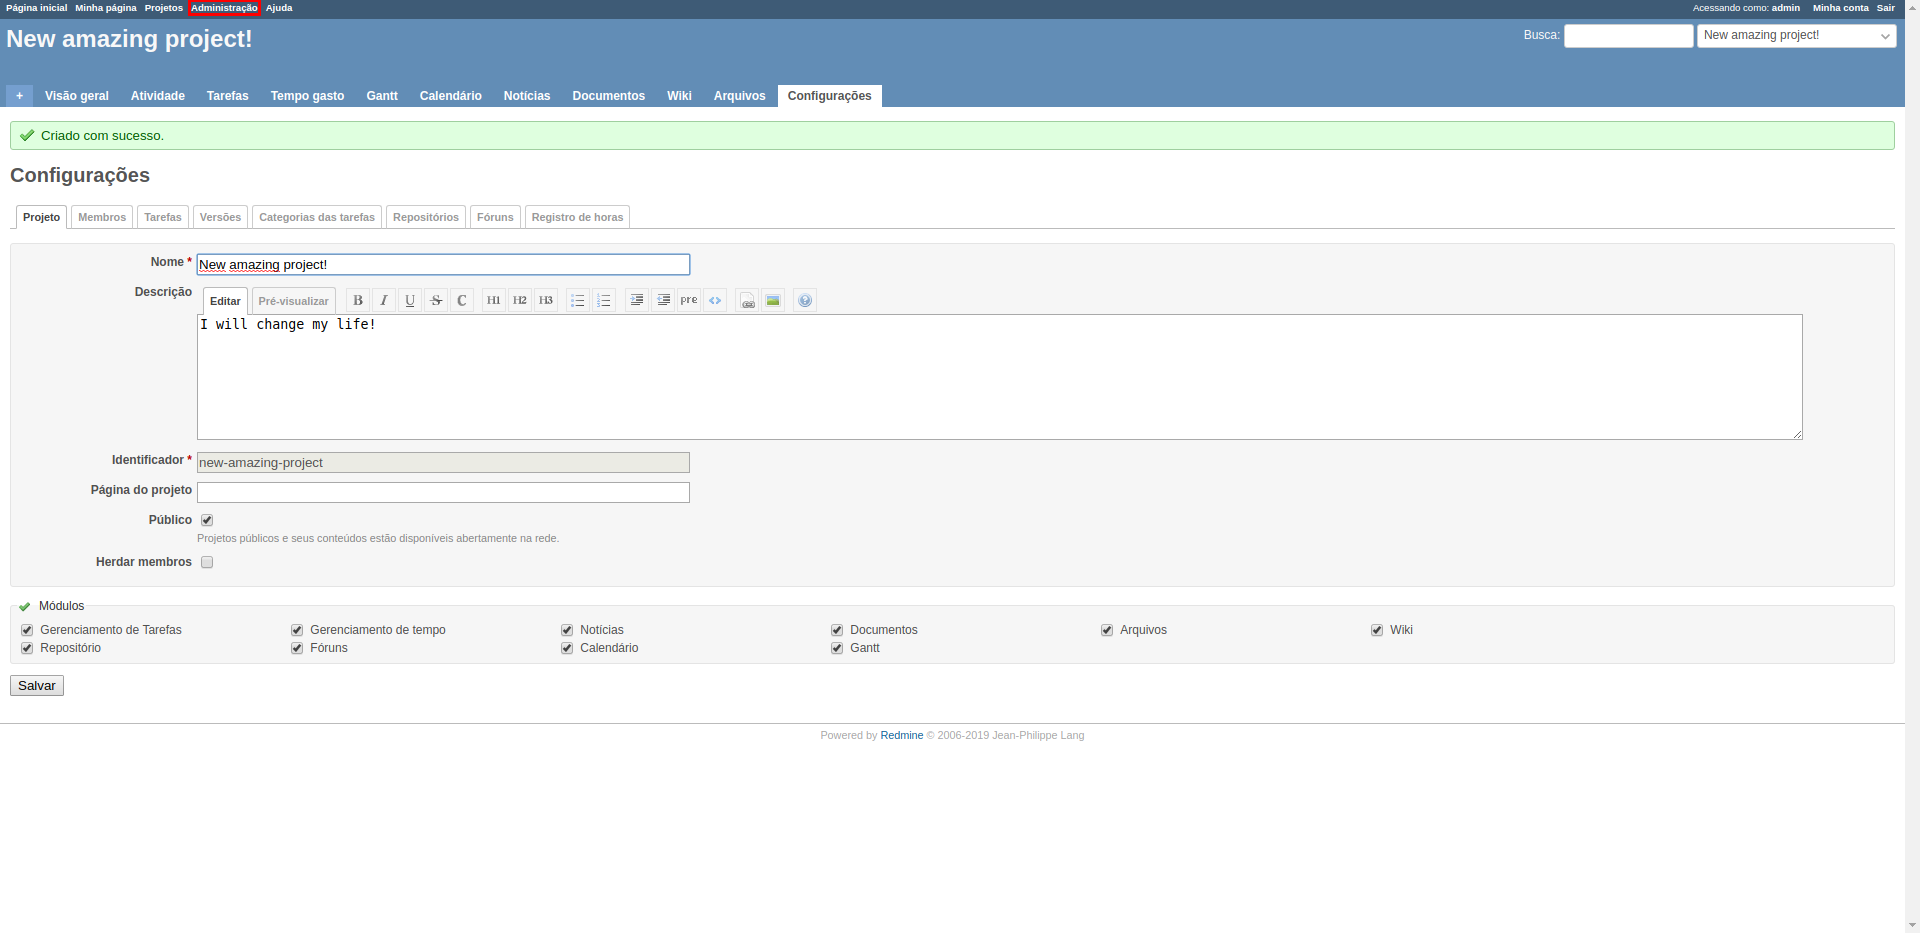 Página inicial Minha página Projetos Administração Ajuda Acessando como: admin Minha conta Sair
New amazing project! Busca: New amazing project!
+ Visão geral Atividade Tarefas Tempo gasto Gantt Calendário Notícias Documentos Wiki Arquivos Configurações
Criado com sucesso.
Configurações
Projeto Membros Tarefas Versões Categorias das tarefas Repositórios Fóruns Registro de horas
Nome * New amazing project!
Descrição Editar Pré-visualizar B I U S C H1 H2 H3 pre <>
I will change my life!
Identificador * new-amazing-project
Página do projeto
Público
Projetos públicos e seus conteúdos estão disponíveis abertamente na rede.
Herdar membros
Módulos
Gerenciamento de Tarefas Gerenciamento de tempo Notícias Documentos Arquivos Wiki
Repositório Fóruns Calendário Gantt
Salvar
Powered by Redmine © 2006-2019 Jean-Philippe Lang